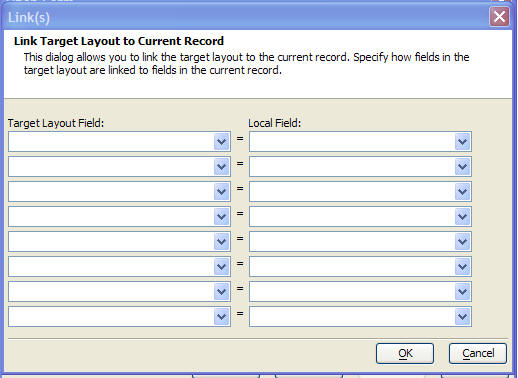 Link(s)
Link Target Layout to Current Record
This dialog allows you to link the target layout to the current record. Specify how fields in the
target layout are linked to fields in the current record.
Target Layout Field: Local Field:
=
=
=
=
=
=
=
=
OK Cancel